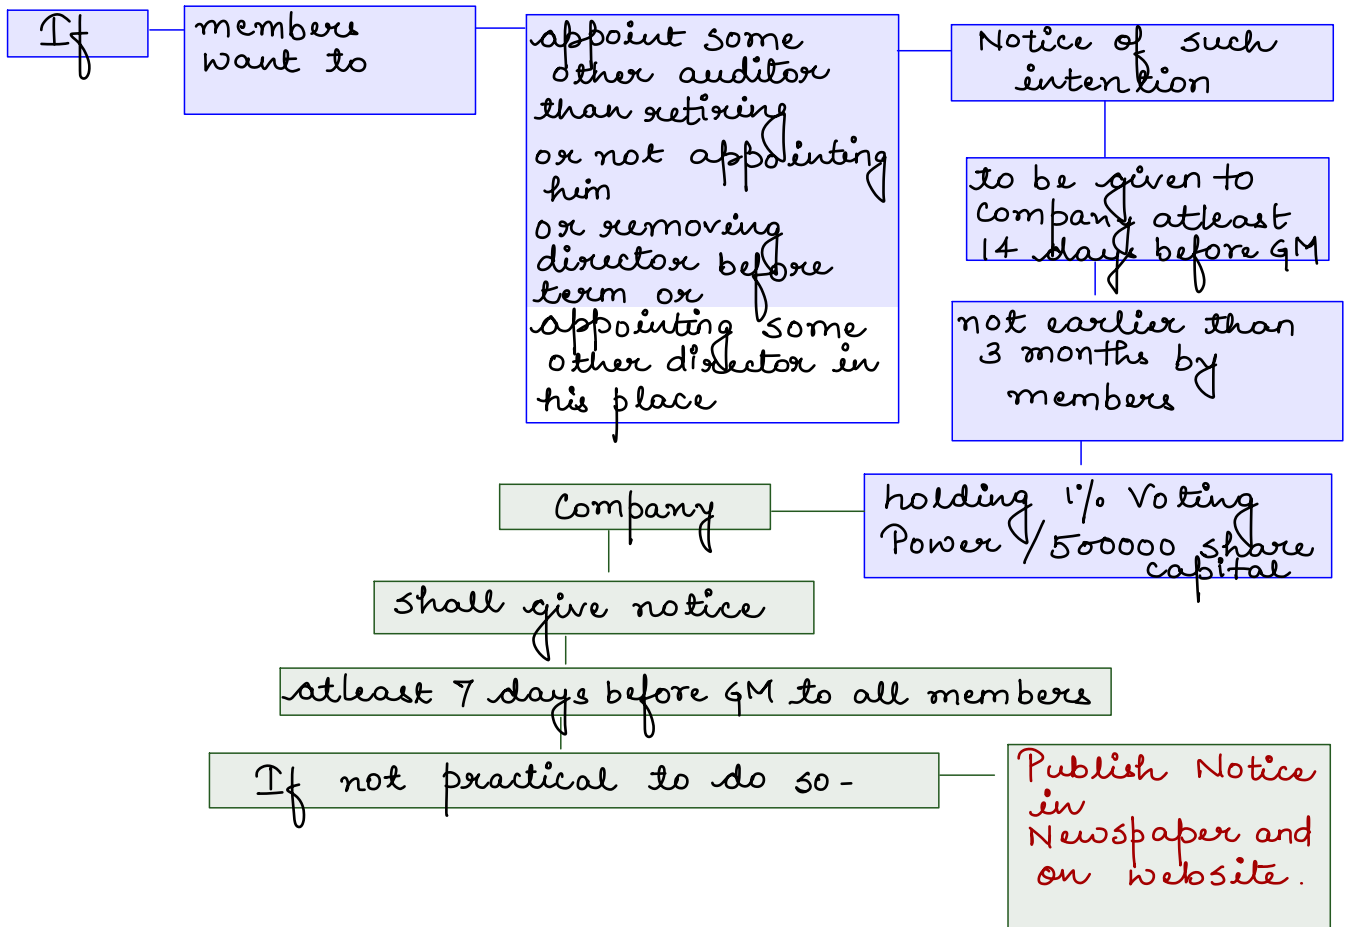 If
members
want to
appoint some
other auditor
than retiring
or not appointing
him
or removing
director before
term or
appointing some
other director in
his place
Notice of such
intention
to be given to
Company atleast
14 days before GM
not earlier than
3 months by
members
holding 1% Voting
Power / 500000 share
capital
Company
shall give notice
atleast 7 days before GM to all members
If not practical to do so -
Publish Notice
in
Newspaper and
on website.